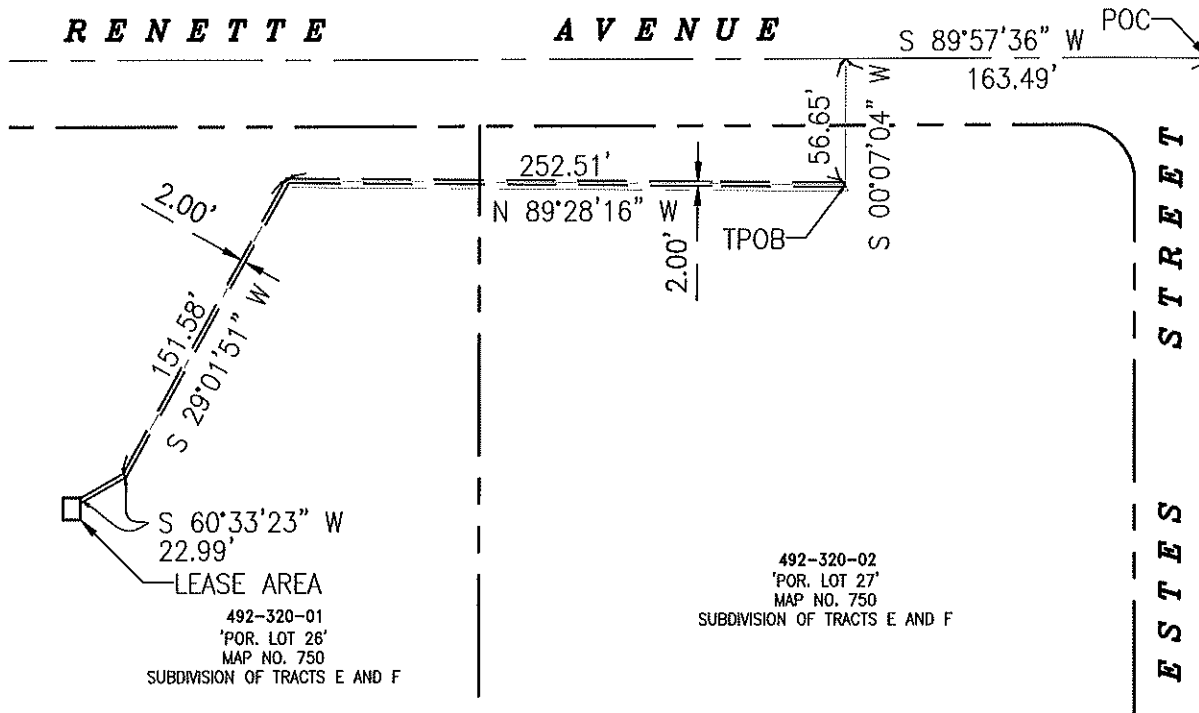 RENETTE AVENUE
POC
S 89°57'36" W
163.49'
56.65'
S 00°07'04" W
252.51'
N 89°28'16" W
2.00'
TPOB
2.00'
151.58'
S 29°01'51" W
S 60°33'23" W
22.99'
LEASE AREA
492-320-01
'POR. LOT 26'
MAP NO. 750
SUBDIVISION OF TRACTS E AND F
492-320-02
'POR. LOT 27'
MAP NO. 750
SUBDIVISION OF TRACTS E AND F
ESTES STREET